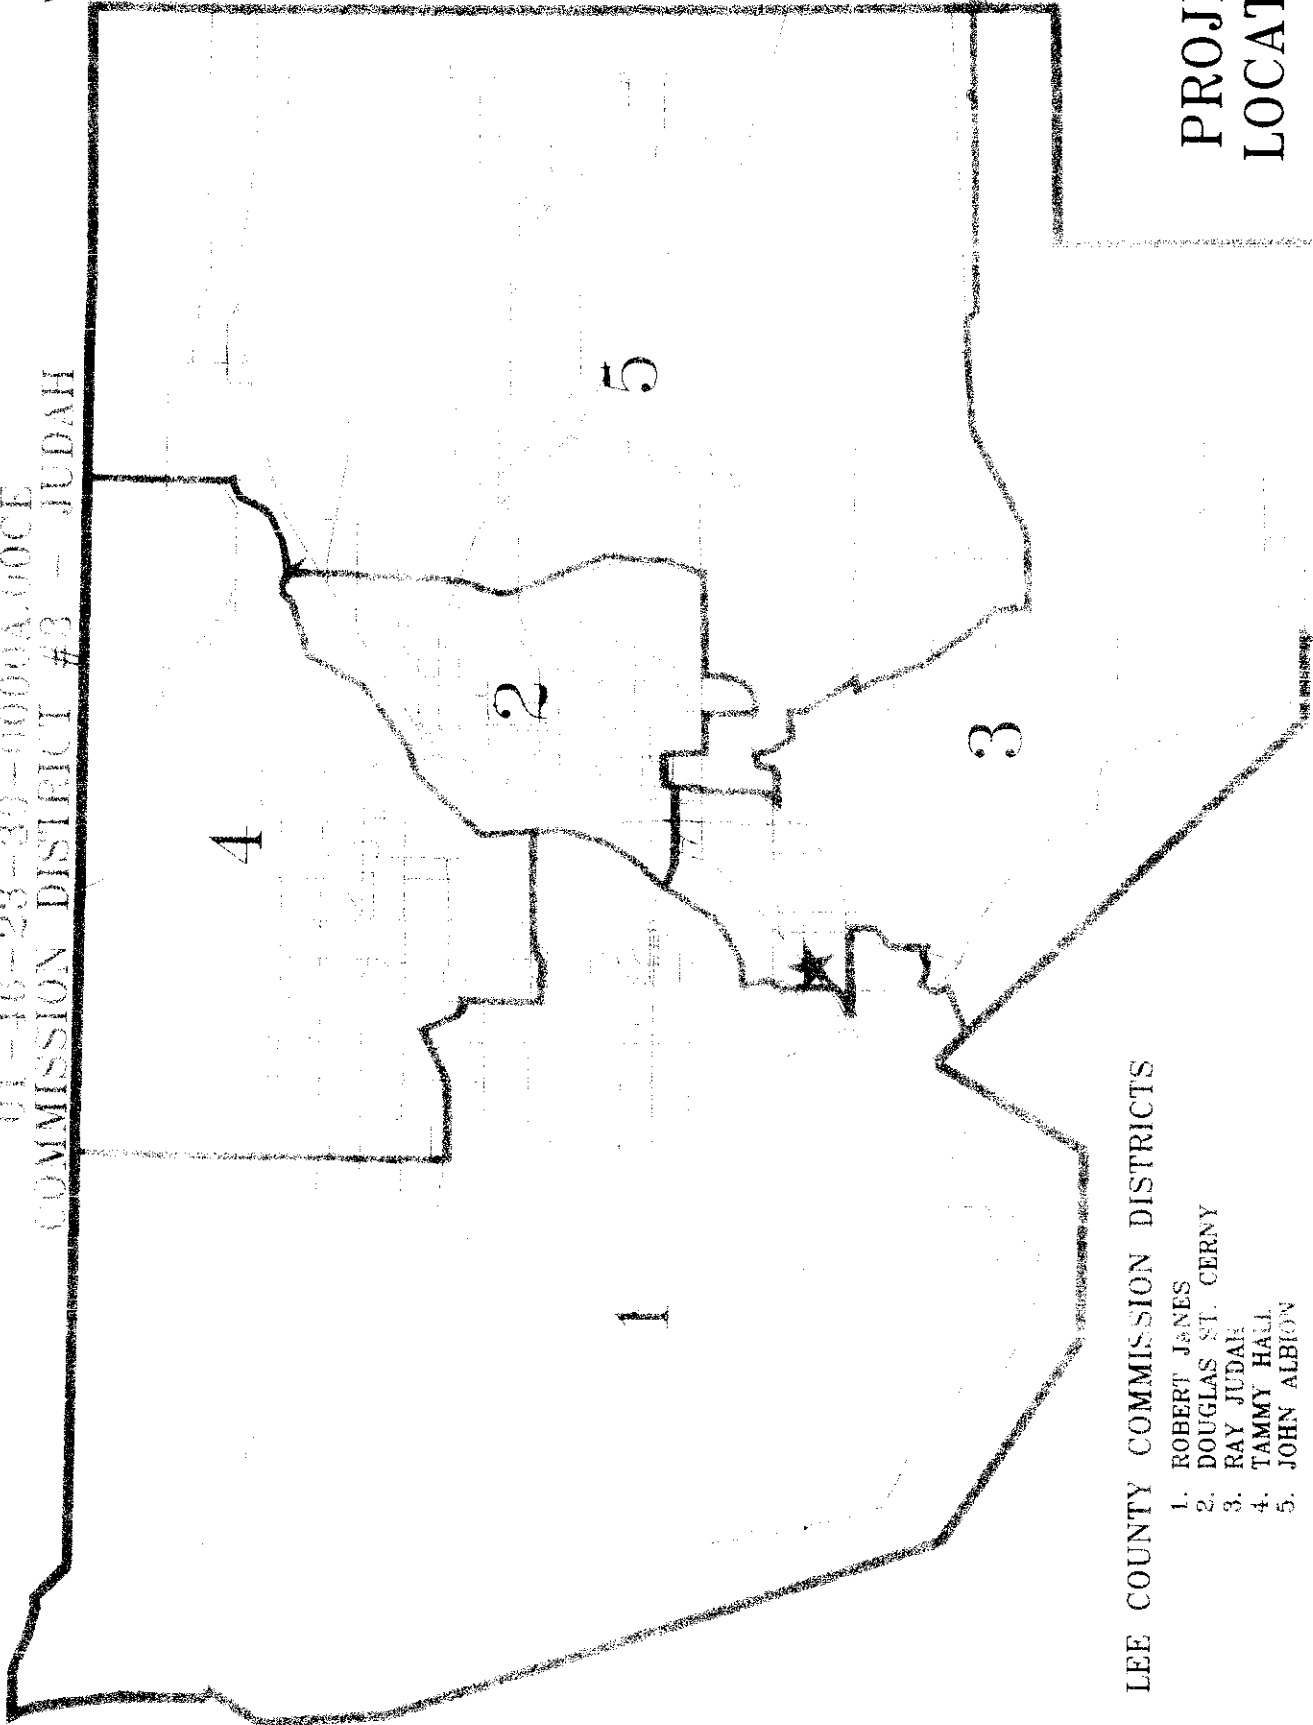 COMMISSION DISTRICT #3 - JUDAH
4
5
2
3
1
LEE COUNTY COMMISSION DISTRICTS
1. ROBERT JANES
2. DOUGLAS ST. CERNY
3. RAY JUDAH
4. TAMMY HALL
5. JOHN ALBION
PROJ
LOCAT